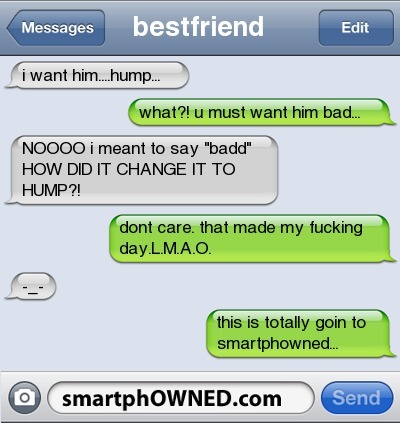 Messages
bestfriend
Edit
i want him....hump...
what?! u must want him bad...
NOOOO i meant to say "badd"
HOW DID IT CHANGE IT TO
HUMP?!
dont care. that made my fucking
day.L.M.A.O.
-_-
this is totally goin to
smartphowned...
smartphOWNED.com
Send